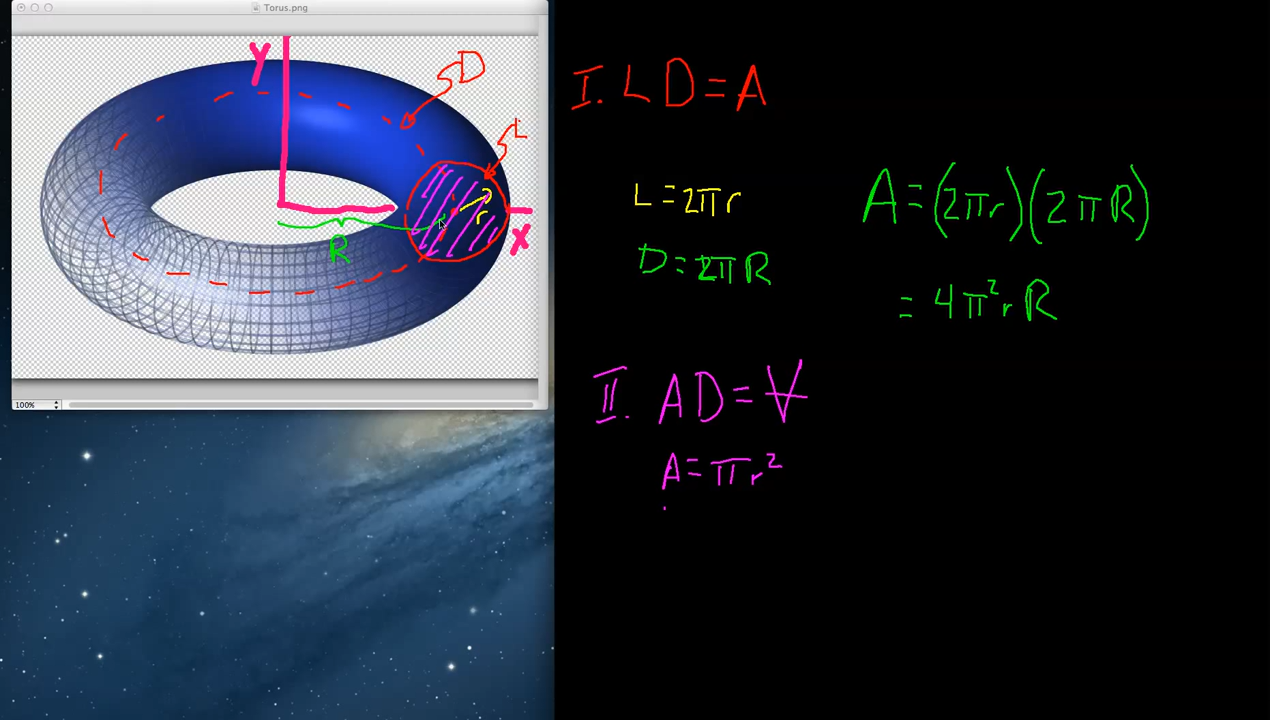 Torus.png
Y
D
L
r
R
X
100%
I. LD=A
L=2πr
D=2πR
A=(2πr)(2πR)
=4π²rR
II. AD=V
A=πr²